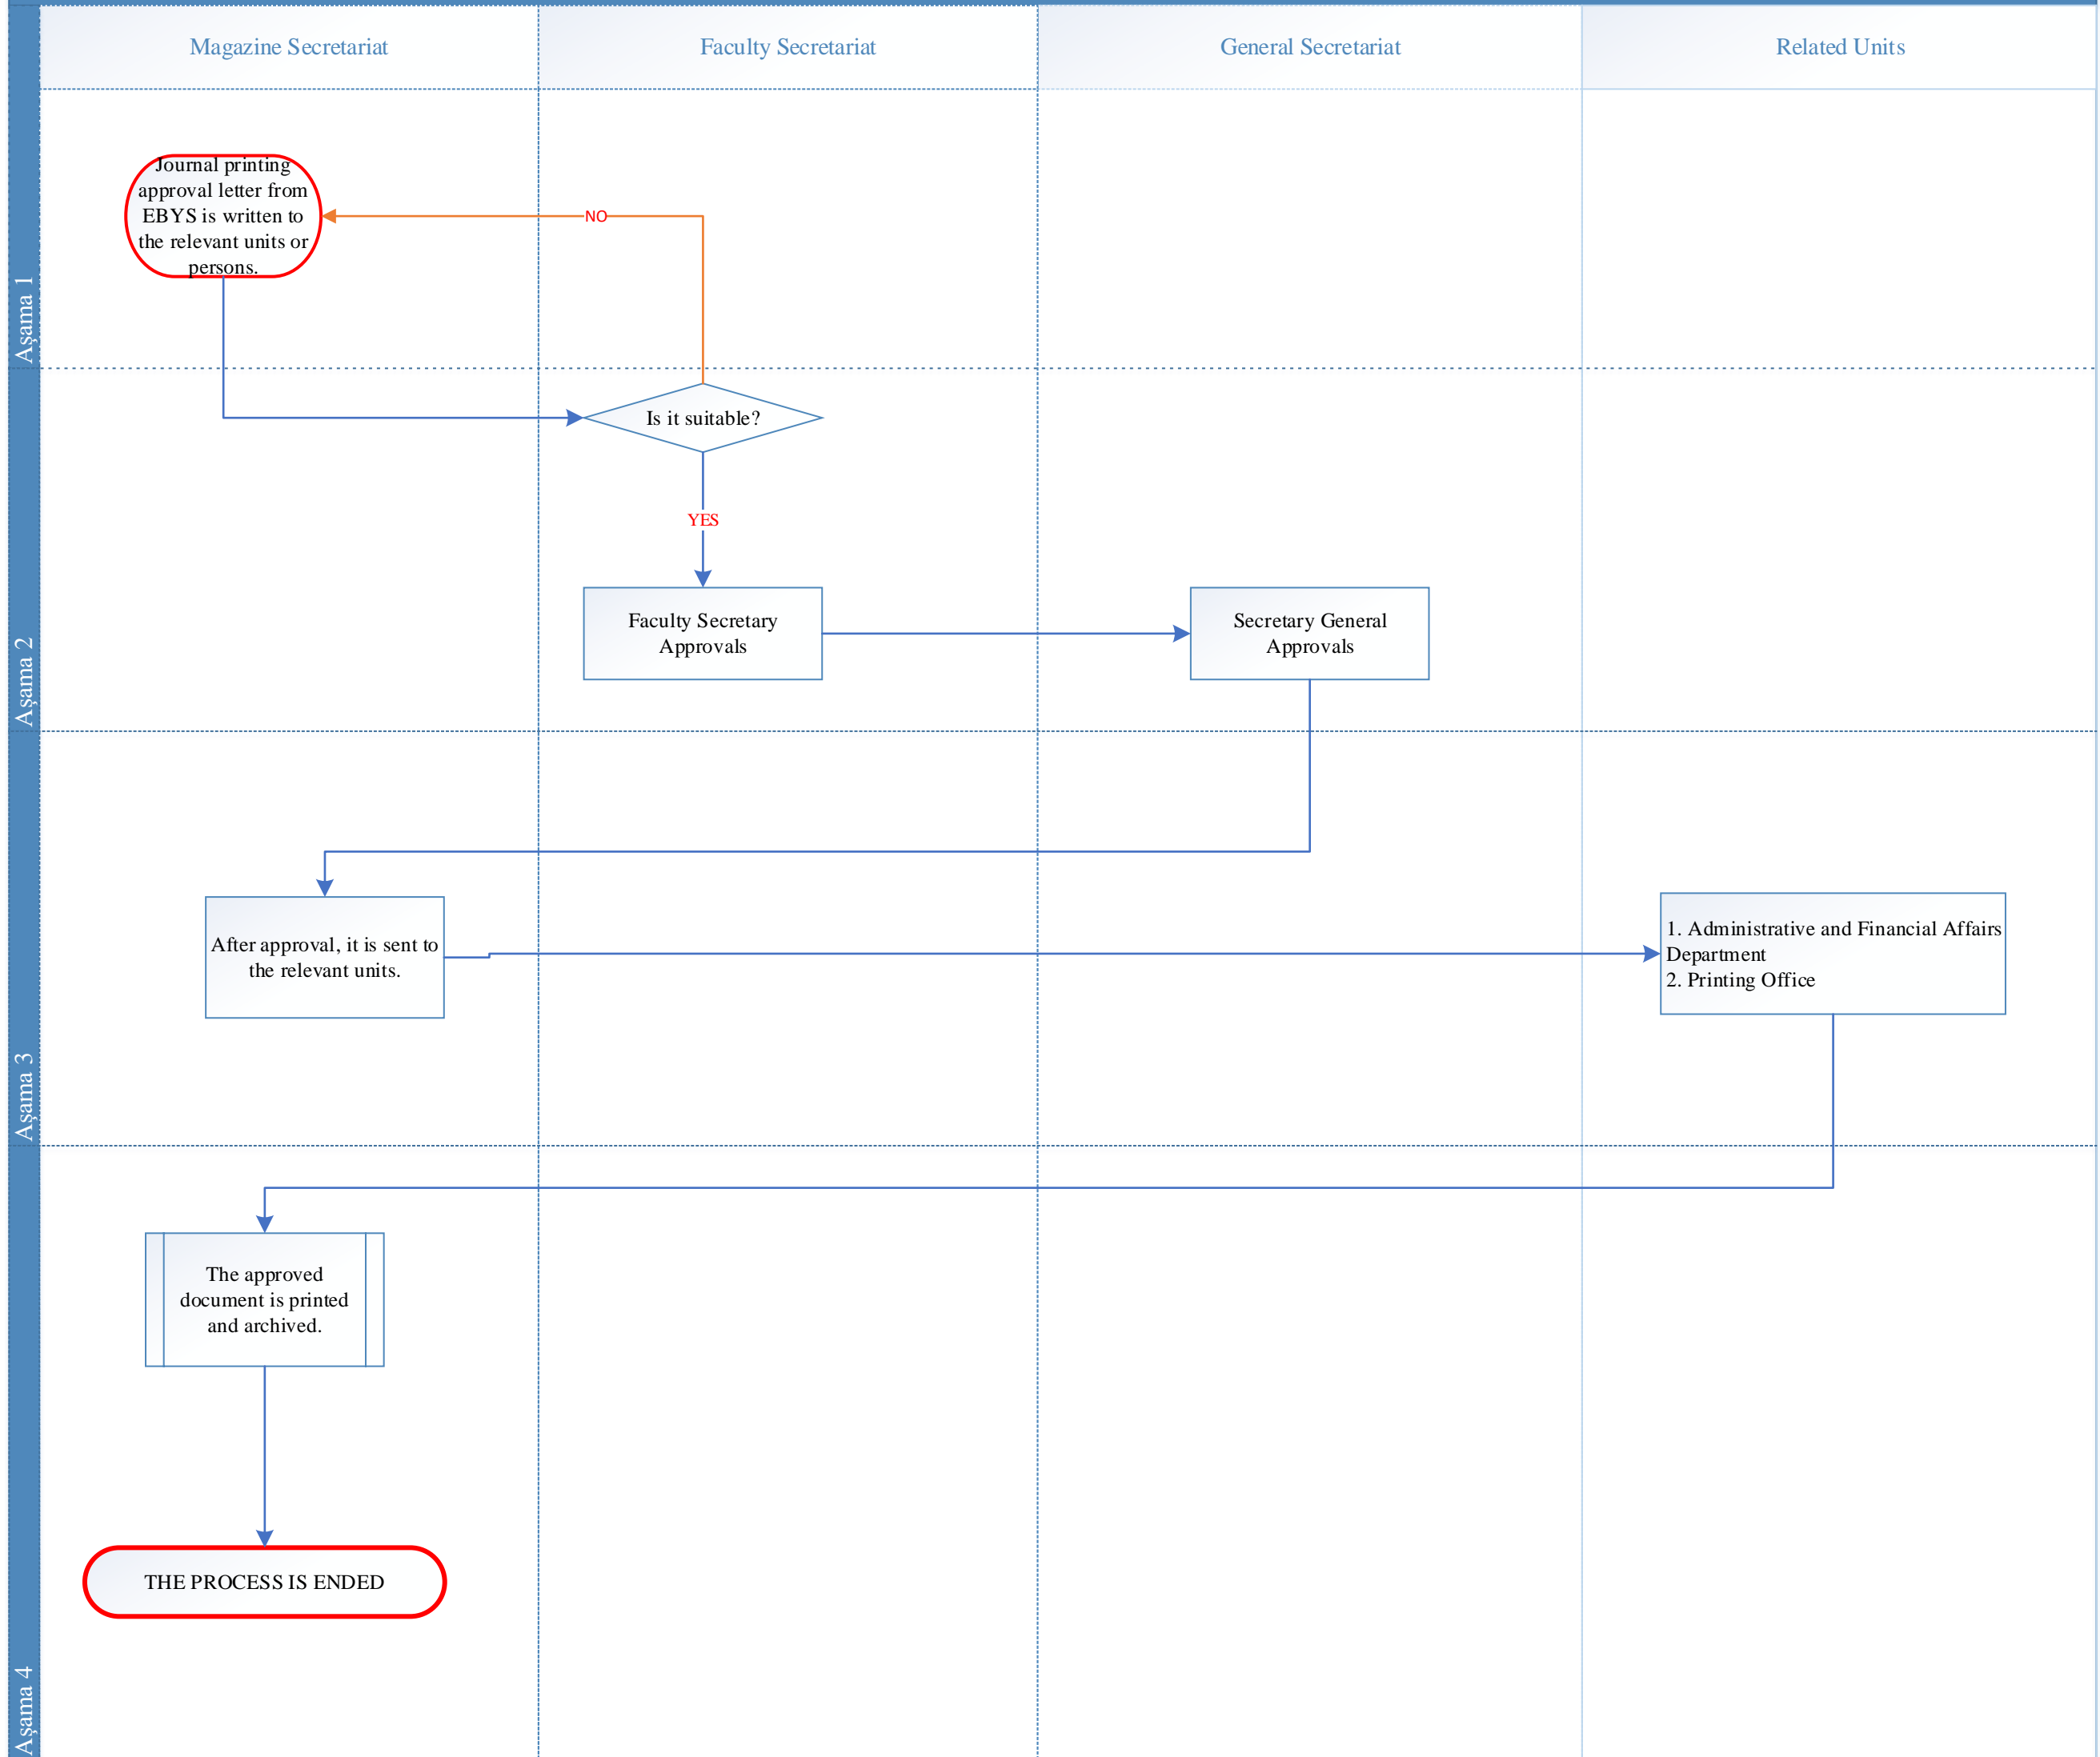 Magazine Secretariat
Faculty Secretariat
General Secretariat
Related Units
Aşama 1
Journal printing
approval letter from
EBYS is written to
the relevant units or
persons.
NO
Aşama 2
Is it suitable?
YES
Faculty Secretary
Approvals
Secretary General
Approvals
Aşama 3
After approval, it is sent to
the relevant units.
1. Administrative and Financial Affairs
Department
2. Printing Office
Aşama 4
The approved
document is printed
and archived.
THE PROCESS IS ENDED